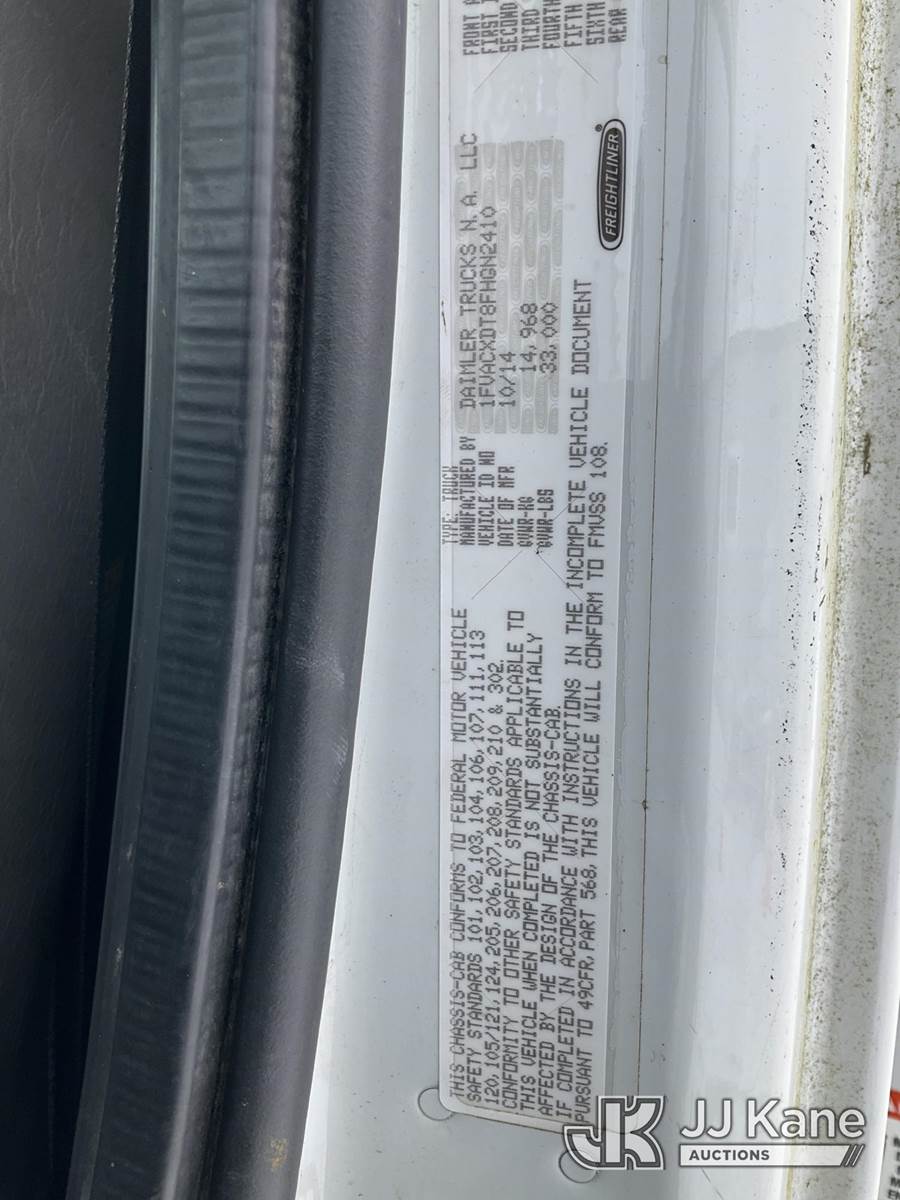 THIS CHASSIS-CAB CONFORMS TO FEDERAL MOTOR VEHICLE
SAFETY STANDARDS 101, 102, 103, 104, 106, 107, 111, 113
120, 105/121, 124, 205, 206, 207, 208, 209, 210 & 302.
CONFORMITY TO OTHER SAFETY STANDARDS APPLICABLE TO
THIS VEHICLE WHEN COMPLETED IS NOT SUBSTANTIALLY
AFFECTED BY THE DESIGN OF THE CHASSIS-CAB.
IF COMPLETED IN ACCORDANCE WITH INSTRUCTIONS IN THE INCOMPLETE VEHICLE DOCUMENT
PURSUANT TO 49CFR, PART 568, THIS VEHICLE WILL CONFORM TO FMVSS 108.
TYPE: TRUCK
MANUFACTURED BY DAIMLER TRUCKS N.A. LLC
VEHICLE ID NO 1FVACXDT8FHGN2410
DATE OF MFR 10/14
GVWR-KG 14,968
GVWR-LBS 33,000
FREIGHTLINER ®
FRONT
FIRST
SECOND
THIRD
FOURTH
FIFTH
SIXTH
REAR
JK JJ Kane
AUCTIONS